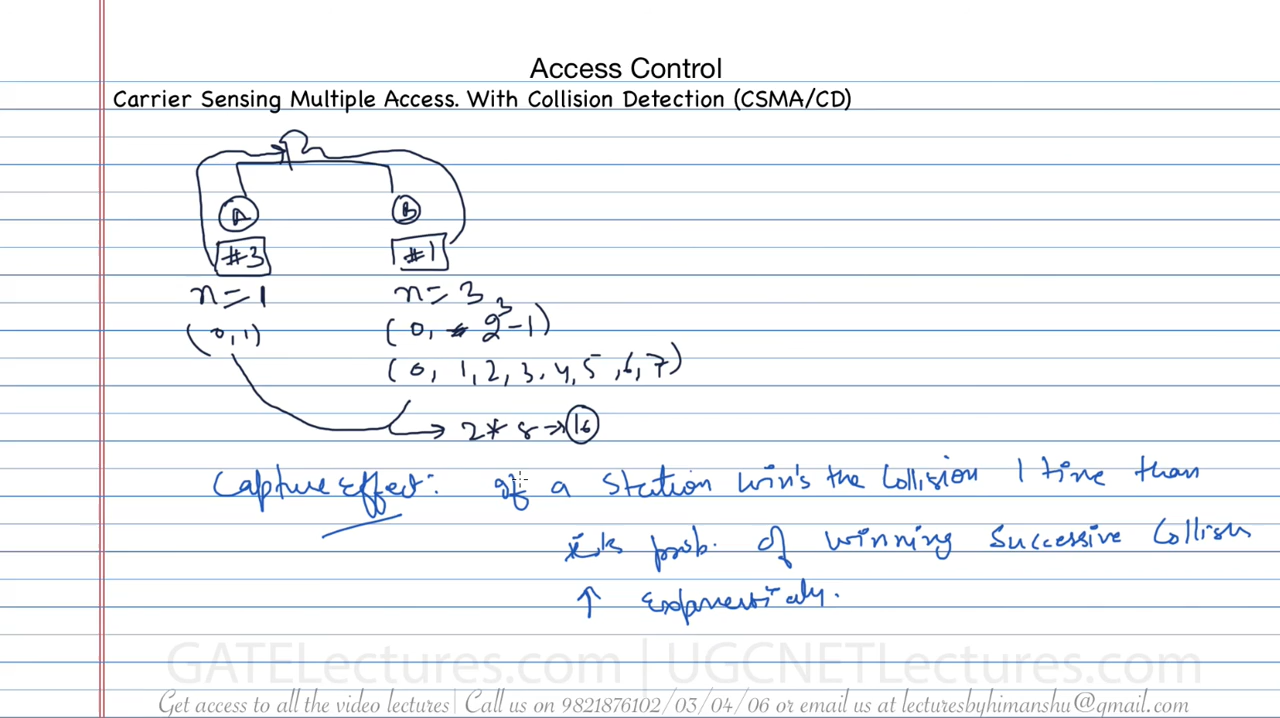 Access Control
Carrier Sensing Multiple Access. With Collision Detection (CSMA/CD)
A B
#3 #1
n=1 n=3
(0,1) (0, 2³-1)
(0, 1, 2, 3, 4, 5, 6, 7)
2*8→16
Capture Effect: If a Station win's the Collision 1 time than
its prob. of winning Successive Collision
↑ Exponentialy.
GATELectures.com | UGCNETLectures.com
Get access to all the video lectures | Call us on 9821876102/03/04/06 or email us at lecturesbyhimanshu@gmail.com